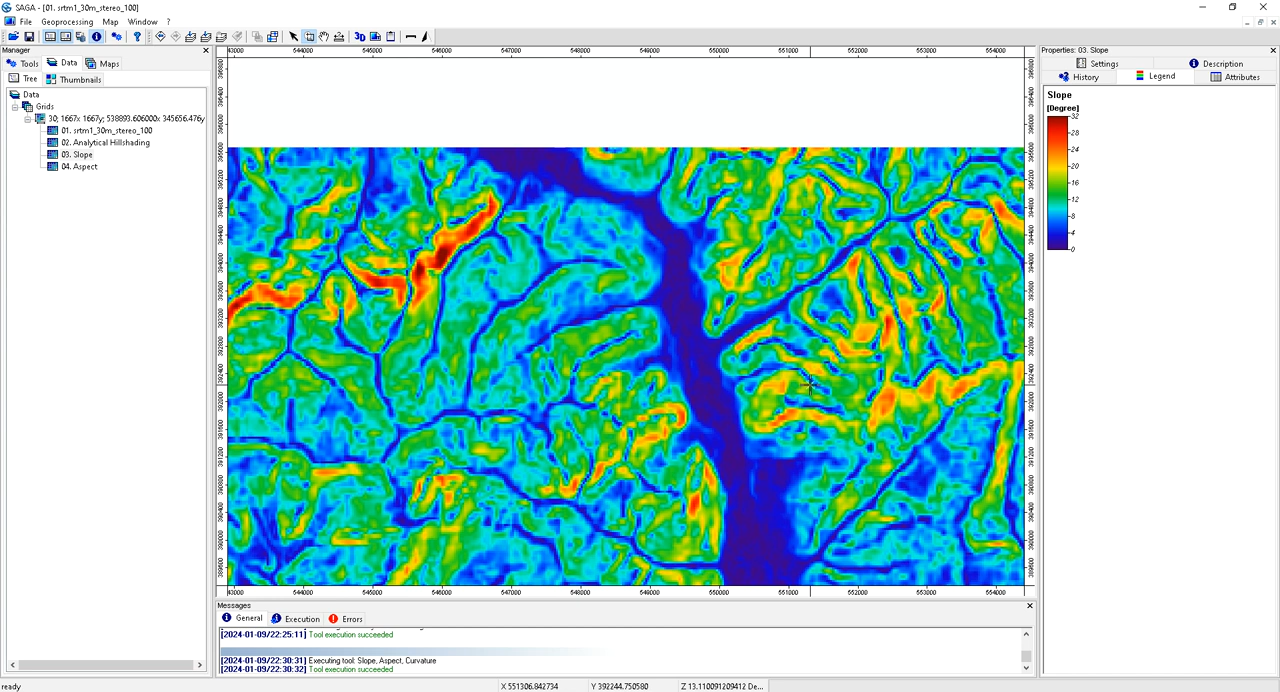 SAGA - [01. srtm1_30m_stereo_100]
File Geoprocessing Map Window ?
3D
Manager
Tools Data Maps
Tree Thumbnails
Data
Grids
30; 1667x 1667y; 538893.606000x 345656.476y
01. srtm1_30m_stereo_100
02. Analytical Hillshading
03. Slope
04. Aspect
544000 545000 546000 547000 548000 549000 550000 551000 552000 553000 554000
Messages
General Execution Errors
[2024-01-09/22:25:11] Tool execution succeeded
[2024-01-09/22:30:31] Executing tool: Slope, Aspect, Curvature
[2024-01-09/22:30:32] Tool execution succeeded
Properties: 03. Slope
Settings Description
History Legend Attributes
Slope
[Degree]
32
28
24
20
16
12
8
4
0
ready X 551306.842734 Y 392244.750580 Z 13.110091209412 De...